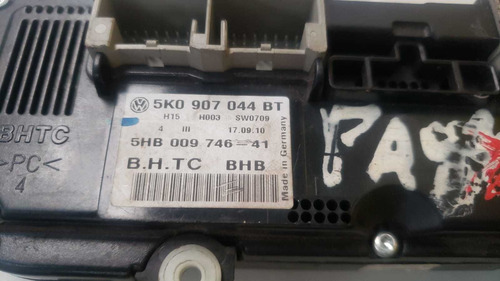 5K0 907 044 BT
H15 H003 SW0709
4 III 17.09.10
5HB 009 746-41
B.H.TC BHB
Made in Germany
BHTC
>PC<
4